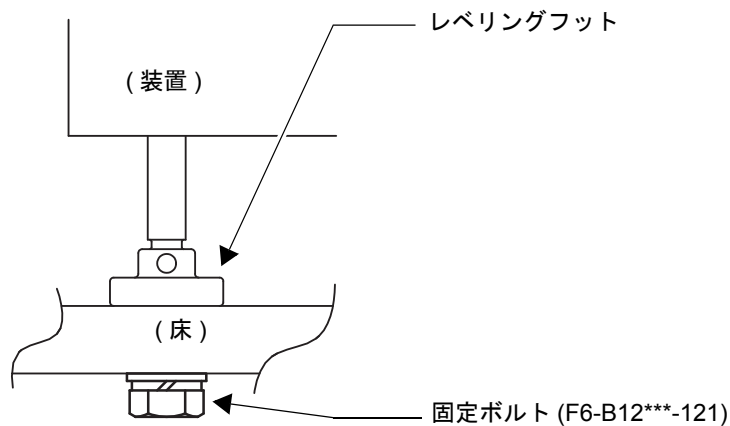 レベリングフット
( 装置 )
( 床 )
固定ボルト (F6-B12***-121)